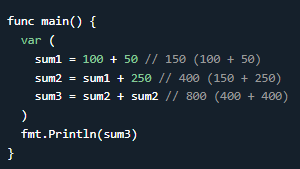 func main() {
  var (
    sum1 = 100 + 50 // 150 (100 + 50)
    sum2 = sum1 + 250 // 400 (150 + 250)
    sum3 = sum2 + sum2 // 800 (400 + 400)
  )
  fmt.Println(sum3)
}